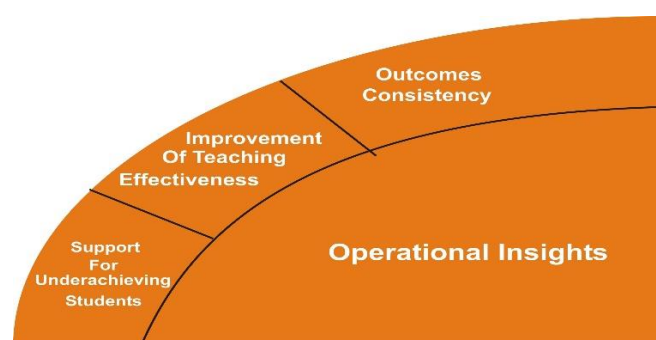 Outcomes
Consistency
Improvement
Of Teaching
Effectiveness
Support
For
Underachieving
Students
Operational Insights